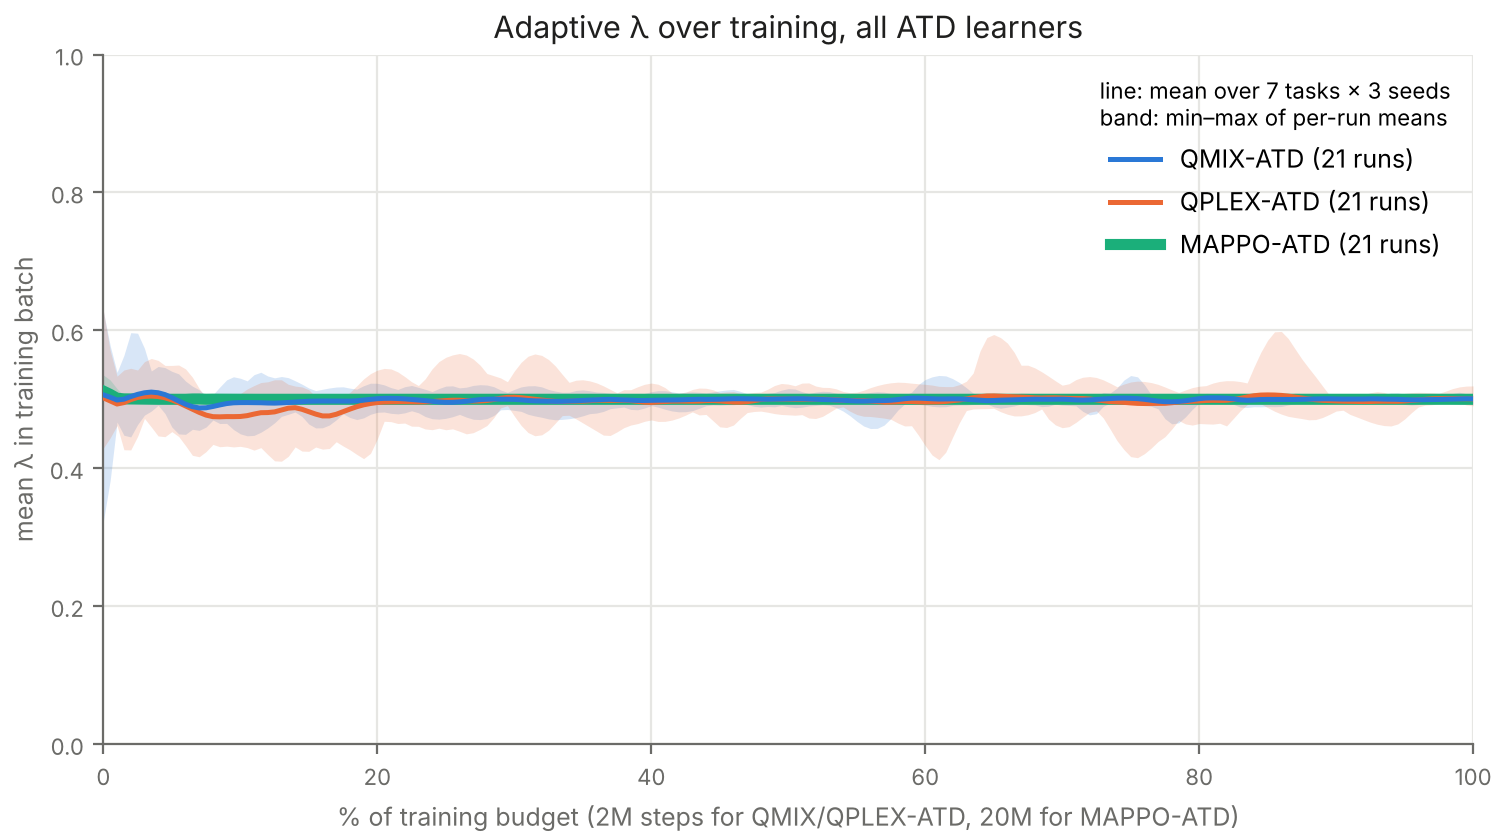 Adaptive λ over training, all ATD learners
line: mean over 7 tasks × 3 seeds
band: min–max of per-run means
QMIX-ATD (21 runs)
QPLEX-ATD (21 runs)
MAPPO-ATD (21 runs)
mean λ in training batch
1.0
0.8
0.6
0.4
0.2
0.0
0 20 40 60 80 100
% of training budget (2M steps for QMIX/QPLEX-ATD, 20M for MAPPO-ATD)